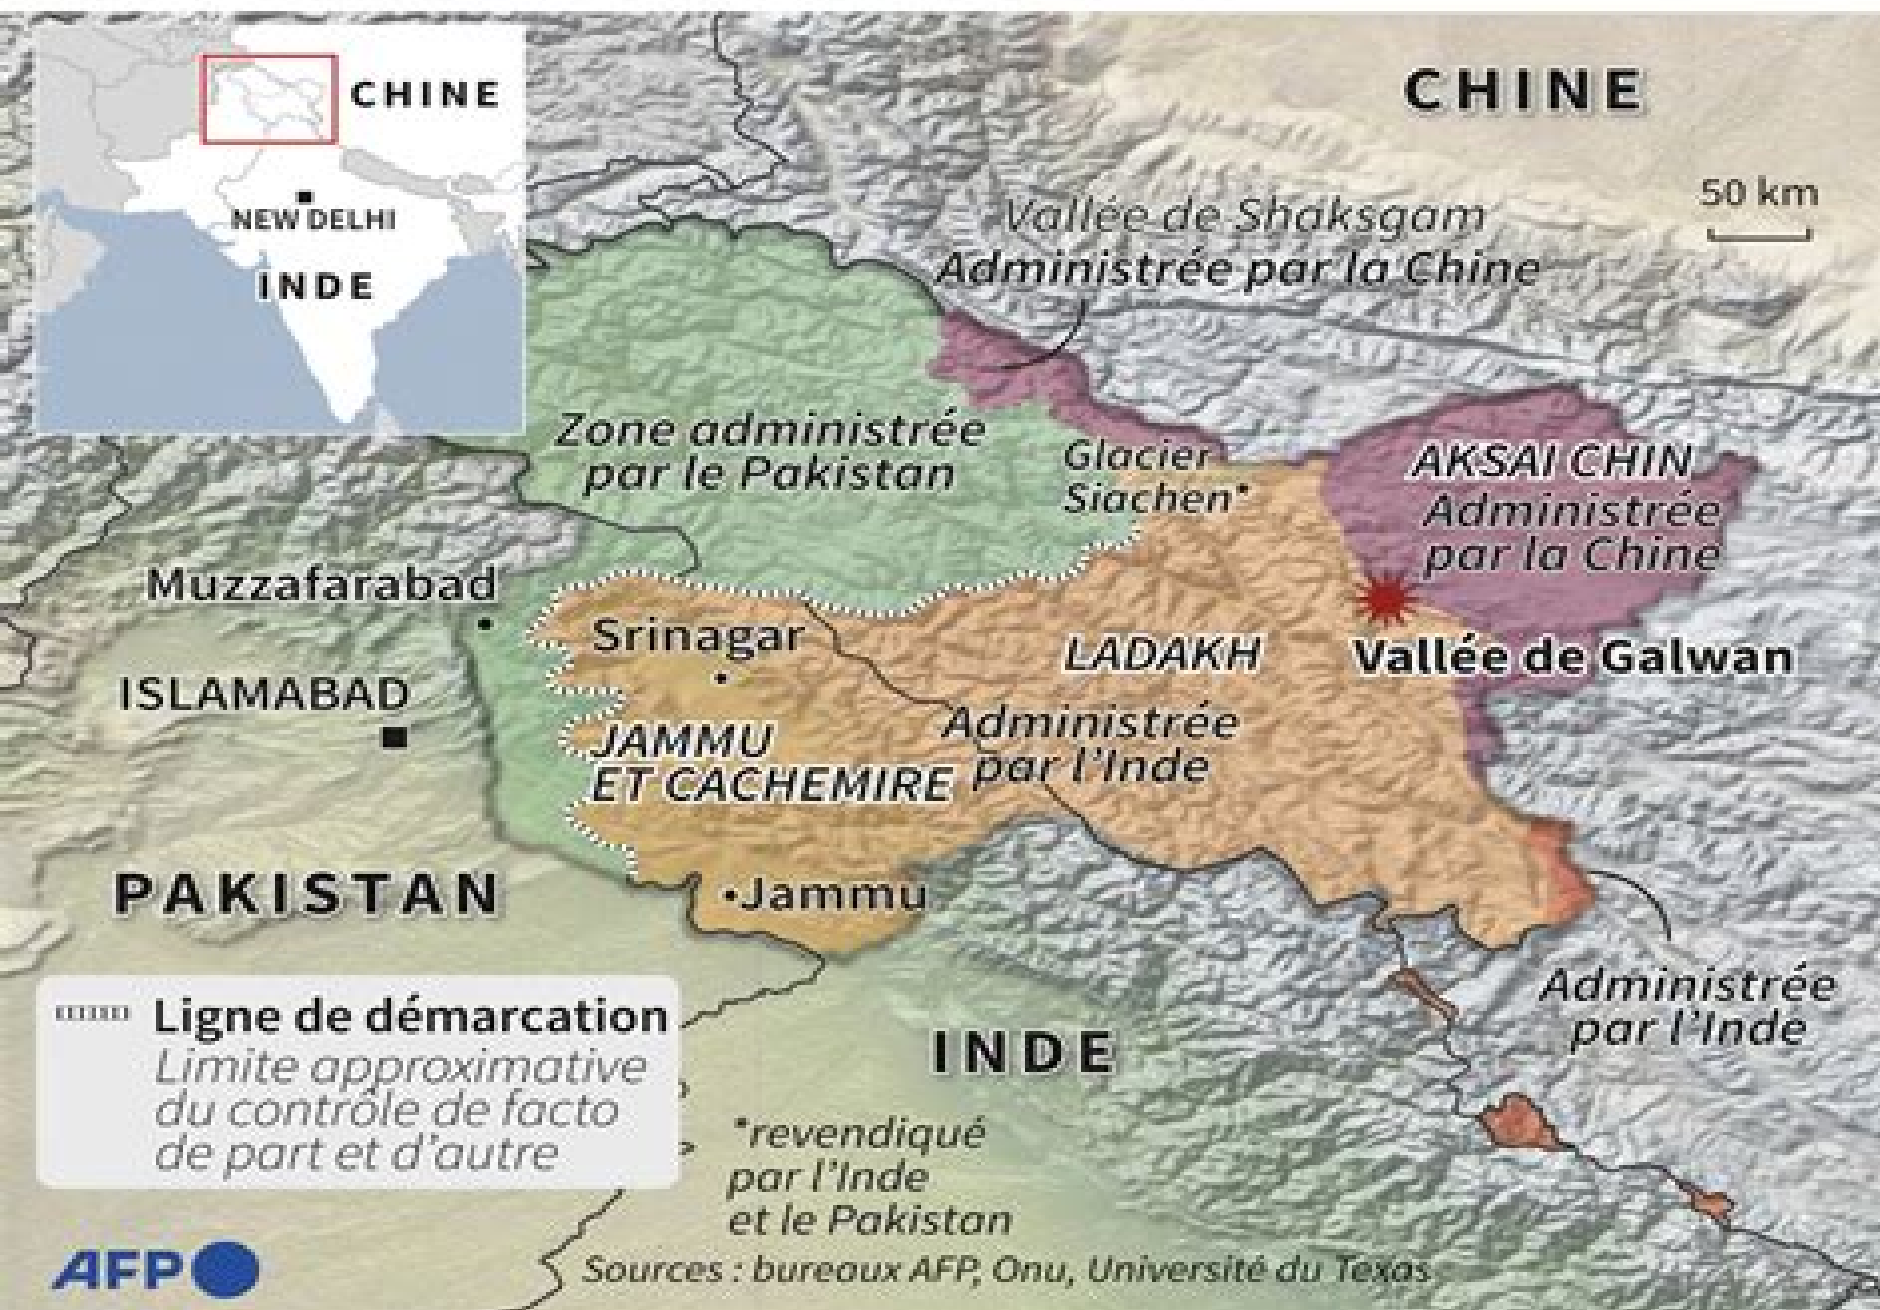 CHINE
NEW DELHI
INDE
CHINE
50 km
Vallée de Shaksgam
Administrée par la Chine
Zone administrée
par le Pakistan
Glacier
Siachen*
AKSAI CHIN
Administrée
par la Chine
Muzzafarabad
Srinagar
LADAKH
Vallée de Galwan
ISLAMABAD
Administrée
par l'Inde
JAMMU
ET CACHEMIRE
PAKISTAN
Jammu
Administrée
par l'Inde
Ligne de démarcation
Limite approximative
du contrôle de facto
de part et d'autre
INDE
*revendiqué
par l'Inde
et le Pakistan
AFP
Sources : bureaux AFP, Onu, Université du Texas